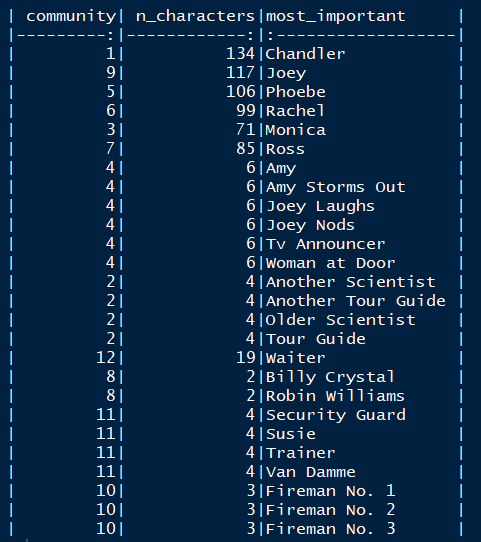 | community| n_characters|most_important     |
|---------:|------------:|:------------------|
|         1|          134|Chandler           |
|         9|          117|Joey               |
|         5|          106|Phoebe             |
|         6|           99|Rachel             |
|         3|           71|Monica             |
|         7|           85|Ross               |
|         4|            6|Amy                |
|         4|            6|Amy Storms Out     |
|         4|            6|Joey Laughs        |
|         4|            6|Joey Nods          |
|         4|            6|Tv Announcer       |
|         4|            6|Woman at Door      |
|         2|            4|Another Scientist  |
|         2|            4|Another Tour Guide |
|         2|            4|Older Scientist    |
|         2|            4|Tour Guide         |
|        12|           19|Waiter             |
|         8|            2|Billy Crystal      |
|         8|            2|Robin Williams     |
|        11|            4|Security Guard     |
|        11|            4|Susie              |
|        11|            4|Trainer            |
|        11|            4|Van Damme          |
|        10|            3|Fireman No. 1      |
|        10|            3|Fireman No. 2      |
|        10|            3|Fireman No. 3      |